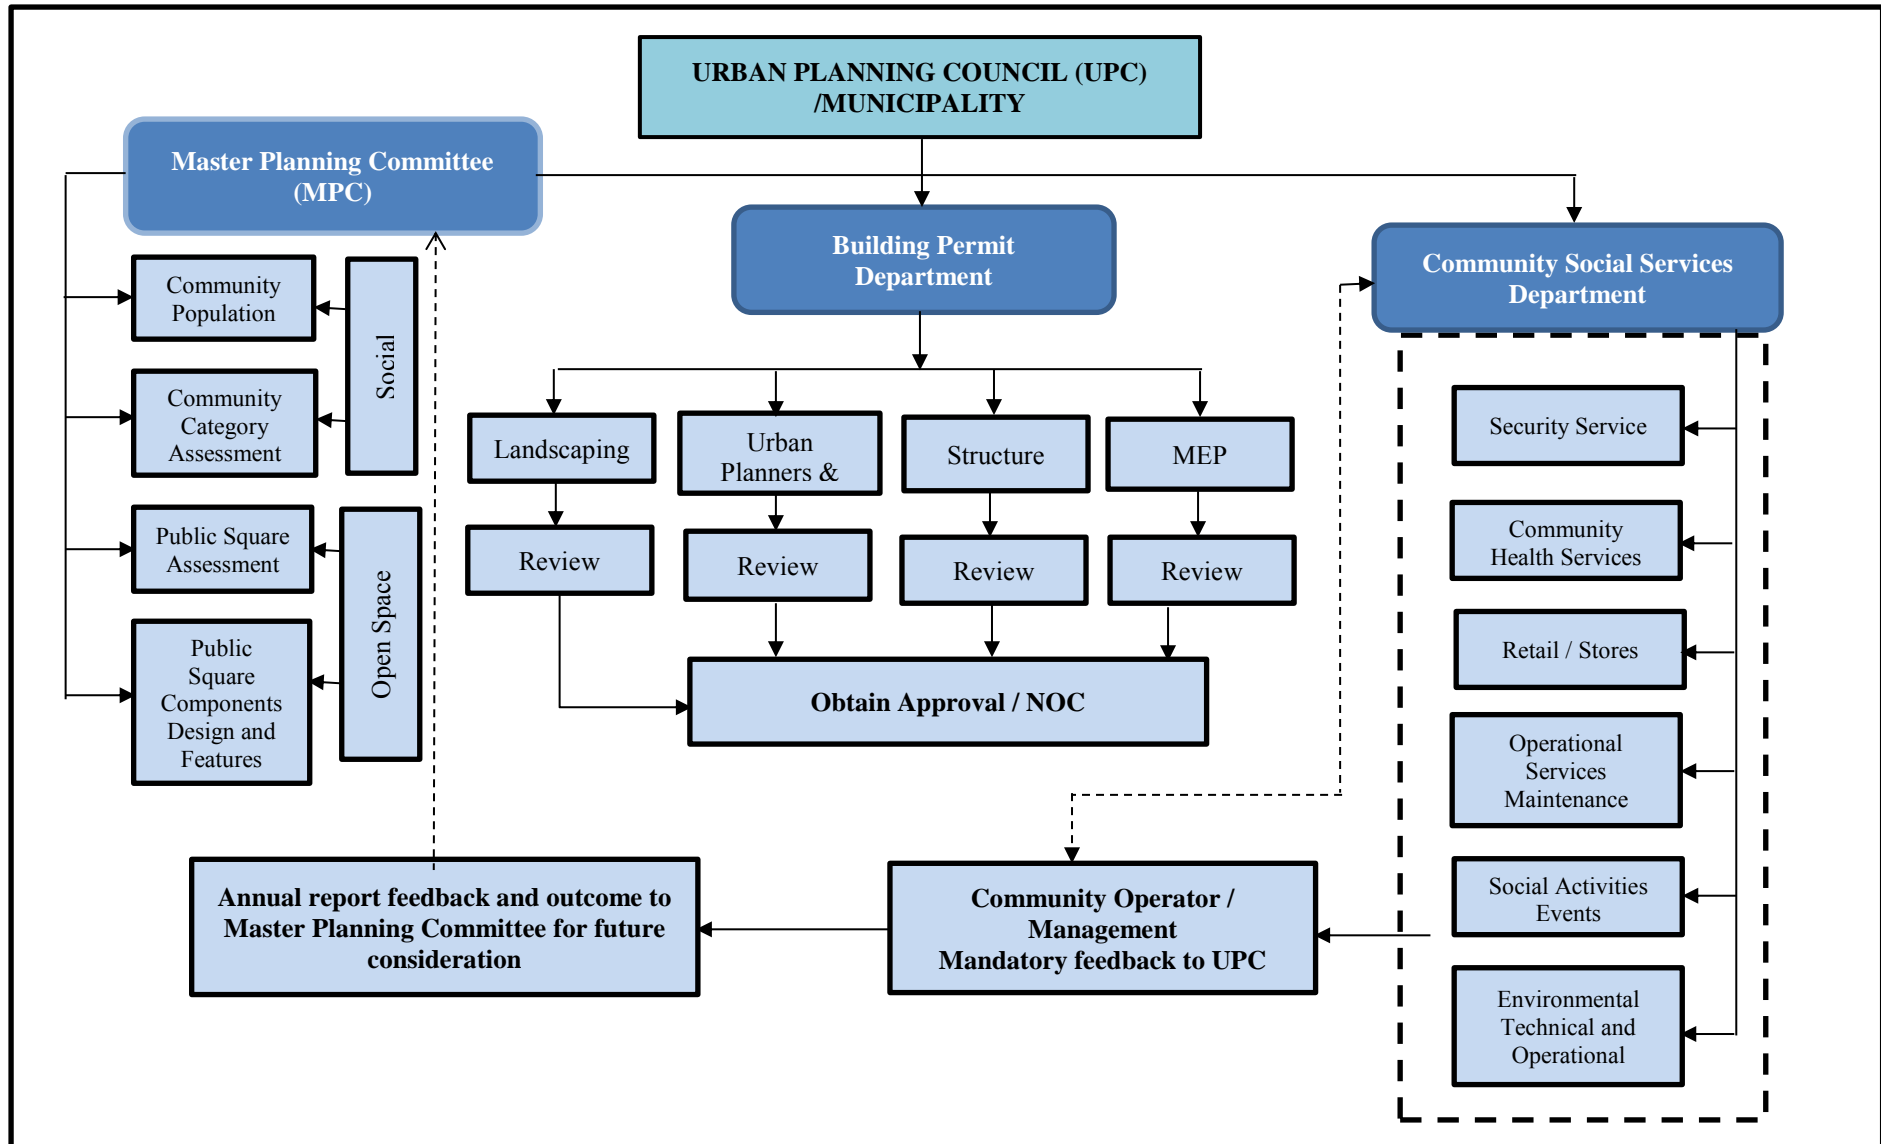 URBAN PLANNING COUNCIL (UPC)
/MUNICIPALITY
Master Planning Committee
(MPC)
Building Permit
Department
Community Social Services
Department
Community
Population
Community
Category
Assessment
Social
Public Square
Assessment
Public
Square
Components
Design and
Features
Open Space
Landscaping
Urban
Planners &
Structure
MEP
Review
Review
Review
Review
Obtain Approval / NOC
Security Service
Community
Health Services
Retail / Stores
Operational
Services
Maintenance
Social Activities
Events
Environmental
Technical and
Operational
Annual report feedback and outcome to
Master Planning Committee for future
consideration
Community Operator /
Management
Mandatory feedback to UPC